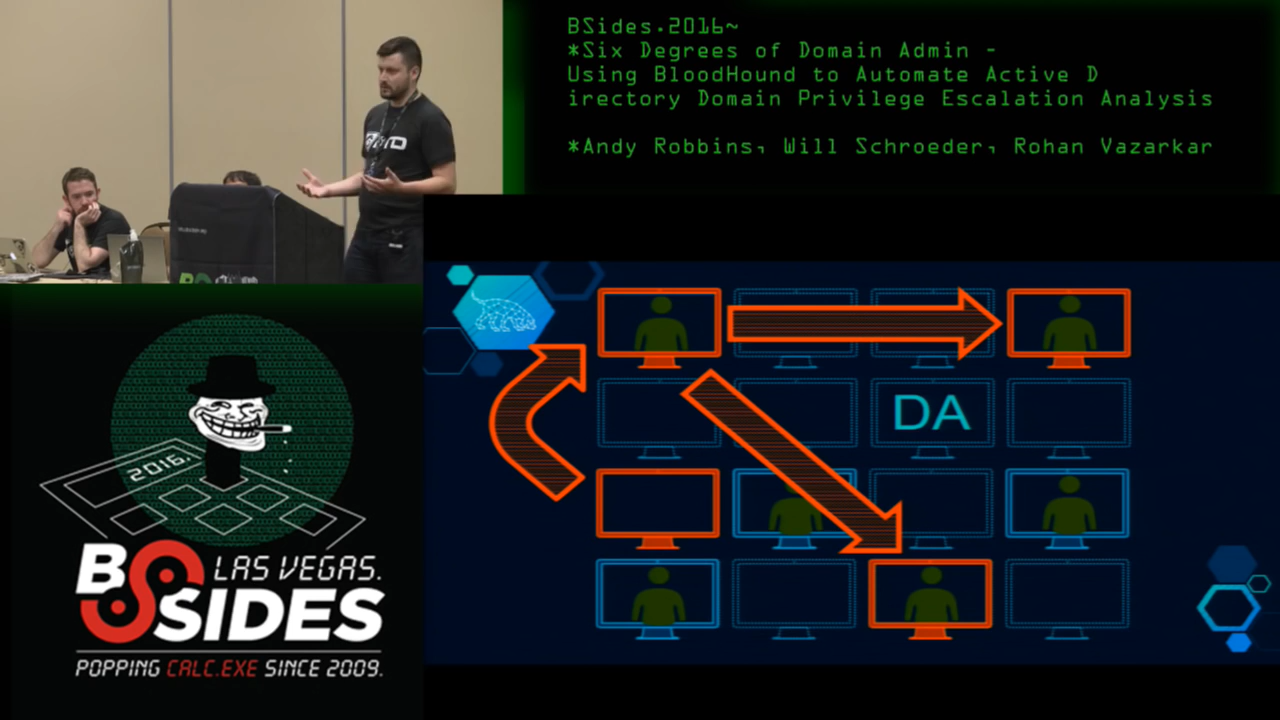 BSides.2016~
*Six Degrees of Domain Admin -
Using BloodHound to Automate Active D
irectory Domain Privilege Escalation Analysis
*Andy Robbins, Will Schroeder, Rohan Vazarkar
DA
2016.
BSIDES
LAS VEGAS.
POPPING CALC.EXE SINCE 2009.